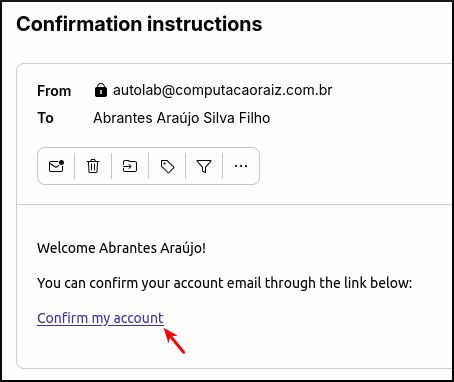 Confirmation instructions
From autolab@computacaoraiz.com.br
To Abrantes Araújo Silva Filho
Welcome Abrantes Araújo!
You can confirm your account email through the link below:
Confirm my account